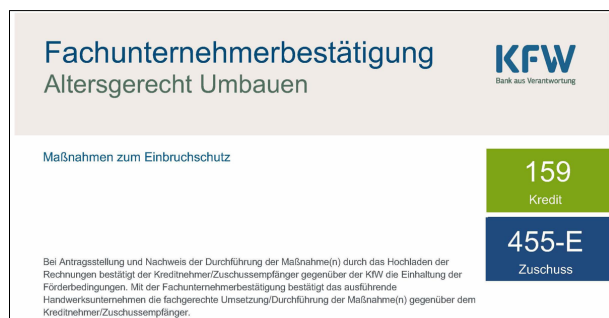 Fachunternehmerbestätigung
Altersgerecht Umbauen
KFW
Bank aus Verantwortung
Maßnahmen zum Einbruchschutz
159
Kredit
455-E
Zuschuss
Bei Antragsstellung und Nachweis der Durchführung der Maßnahme(n) durch das Hochladen der
Rechnungen bestätigt der Kreditnehmer/Zuschussempfänger gegenüber der KfW die Einhaltung der
Förderbedingungen. Mit der Fachunternehmerbestätigung bestätigt das ausführende
Handwerksunternehmen die fachgerechte Umsetzung/Durchführung der Maßnahme(n) gegenüber dem
Kreditnehmer/Zuschussempfänger.